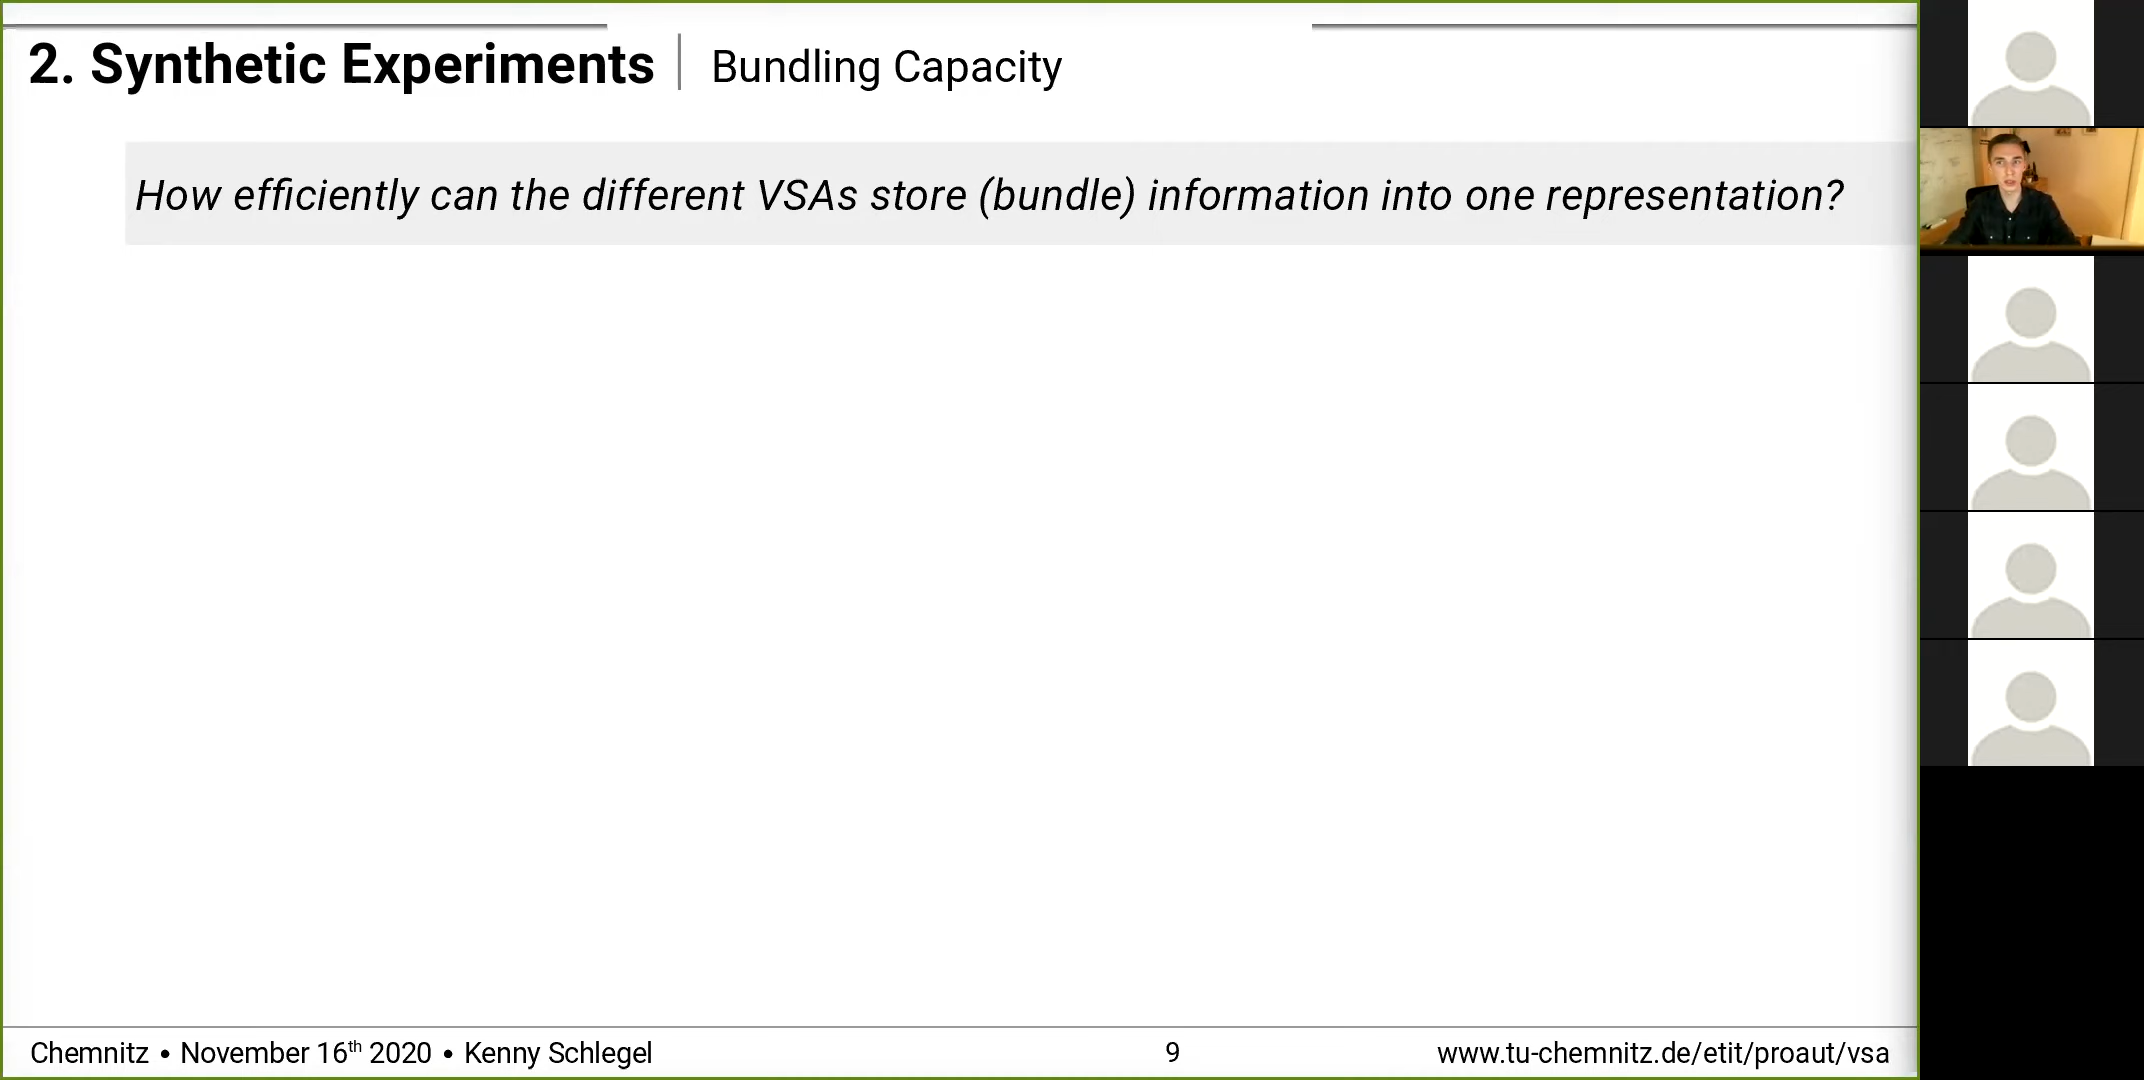 2. Synthetic Experiments Bundling Capacity
How efficiently can the different VSAs store (bundle) information into one representation?
Chemnitz • November 16th 2020 • Kenny Schlegel 9 www.tu-chemnitz.de/etit/proaut/vsa